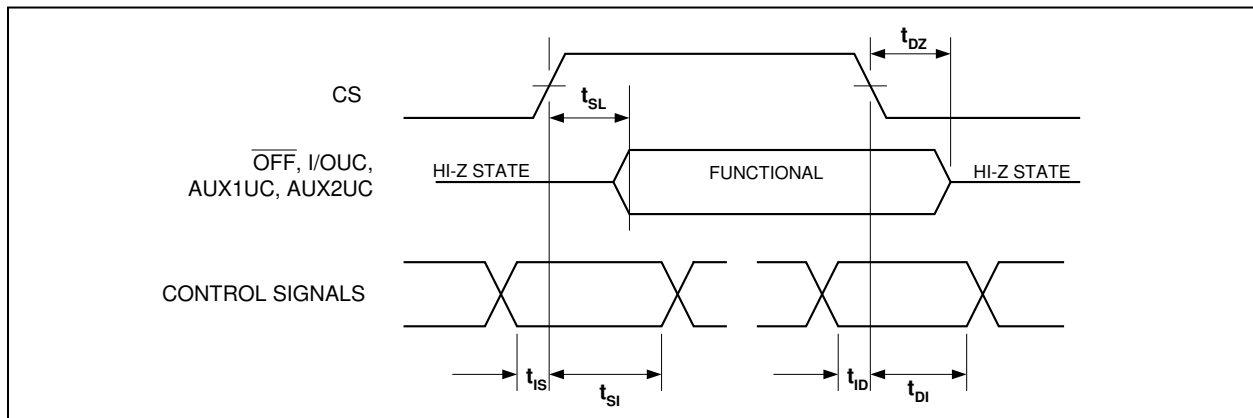 t_DZ
CS
t_SL
OFF, I/OUC,
AUX1UC, AUX2UC
HI-Z STATE
FUNCTIONAL
HI-Z STATE
CONTROL SIGNALS
t_IS
t_SI
t_ID
t_DI